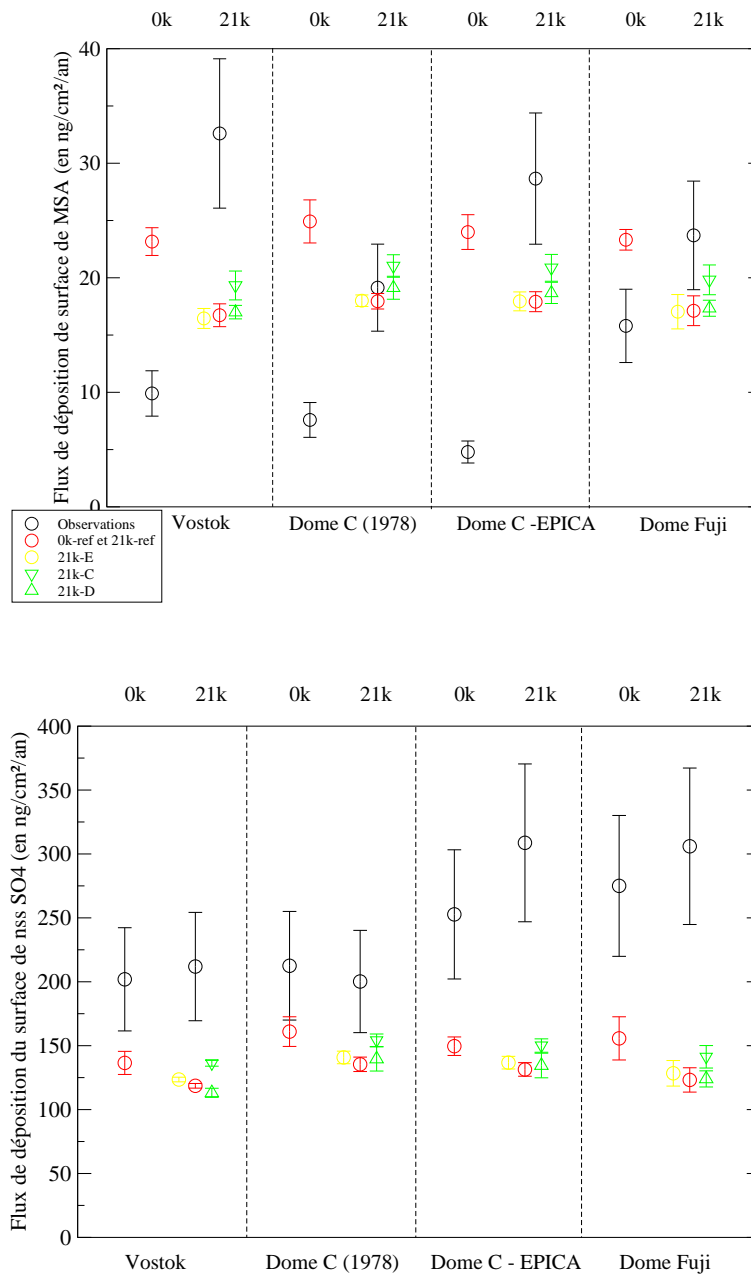 0k 21k 0k 21k 0k 21k 0k 21k
Flux de déposition de surface de MSA (en ng/cm²/an)
40
30
20
10
0
Vostok Dome C (1978) Dome C -EPICA Dome Fuji
Observations
0k-ref et 21k-ref
21k-E
21k-C
21k-D
0k 21k 0k 21k 0k 21k 0k 21k
Flux de déposition du surface de nss SO4 (en ng/cm²/an)
400
350
300
250
200
150
100
50
0
Vostok Dome C (1978) Dome C - EPICA Dome Fuji